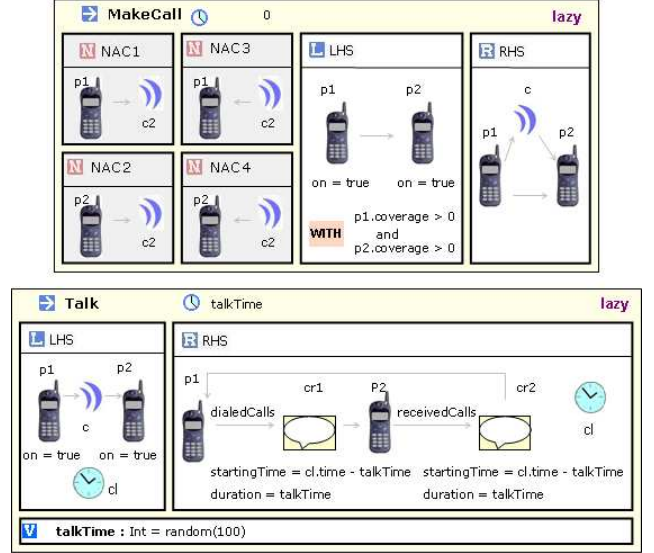 MakeCall 0 lazy
N NAC1
p1
c2
N NAC3
p1
c2
N NAC2
p2
c2
N NAC4
p2
c2
L LHS
p1 p2
on = true on = true
WITH p1.coverage > 0
and
p2.coverage > 0
R RHS
c
p1 p2
Talk talkTime lazy
L LHS
p1 p2
c
on = true on = true
cl
R RHS
p1 cr1 P2 cr2
dialedCalls receivedCalls
cl
startingTime = cl.time - talkTime startingTime = cl.time - talkTime
duration = talkTime duration = talkTime
V talkTime : Int = random(100)